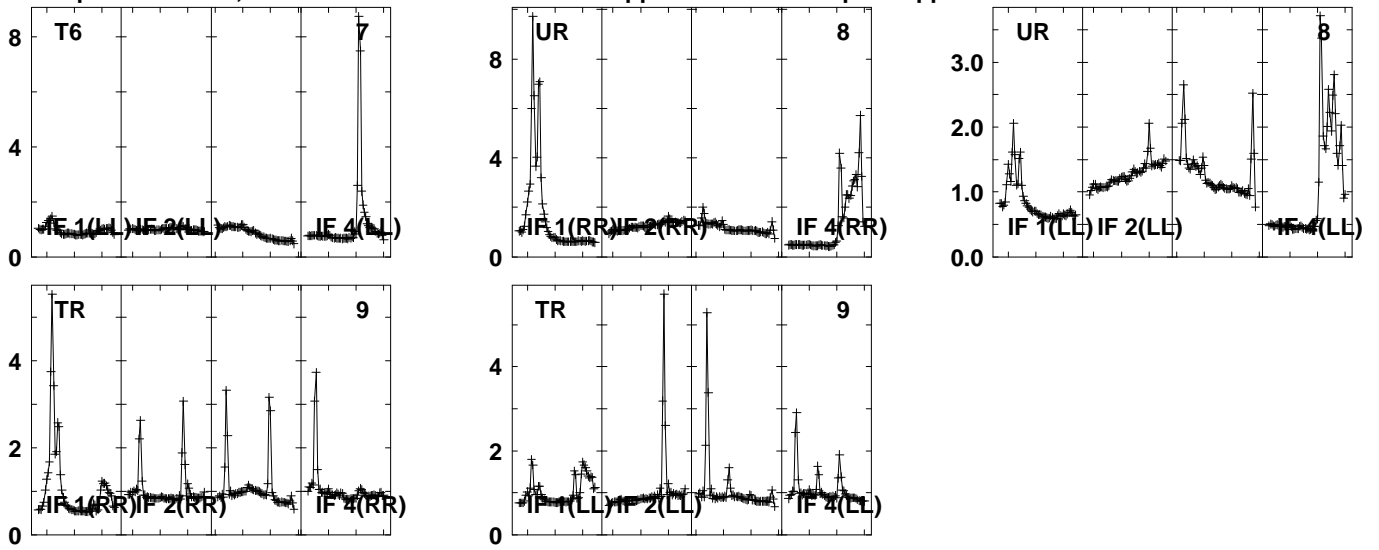 8
4
0
T6
7
IF 1(LL)
IF 2(LL)
IF 4(LL)
8
4
0
UR
8
IF 1(RR)
IF 2(RR)
IF 4(RR)
3.0
2.0
1.0
0.0
UR
8
IF 1(LL)
IF 2(LL)
IF 4(LL)
4
2
0
TR
9
IF 1(RR)
IF 2(RR)
IF 4(RR)
4
2
0
TR
9
IF 1(LL)
IF 2(LL)
IF 4(LL)